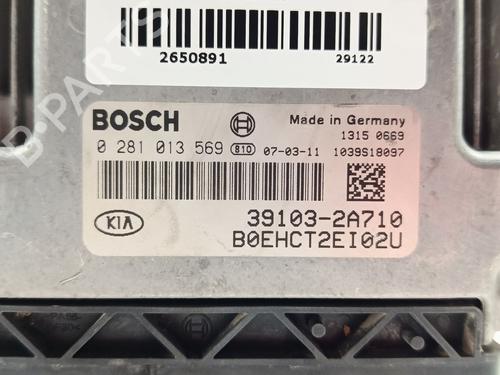 2650891 29122
BOSCH Made in Germany
1315 0669
0 281 013 569 810 07-03-11 1039S18097
KIA 39103-2A710
B0EHCT2EI02U
B-PARTS